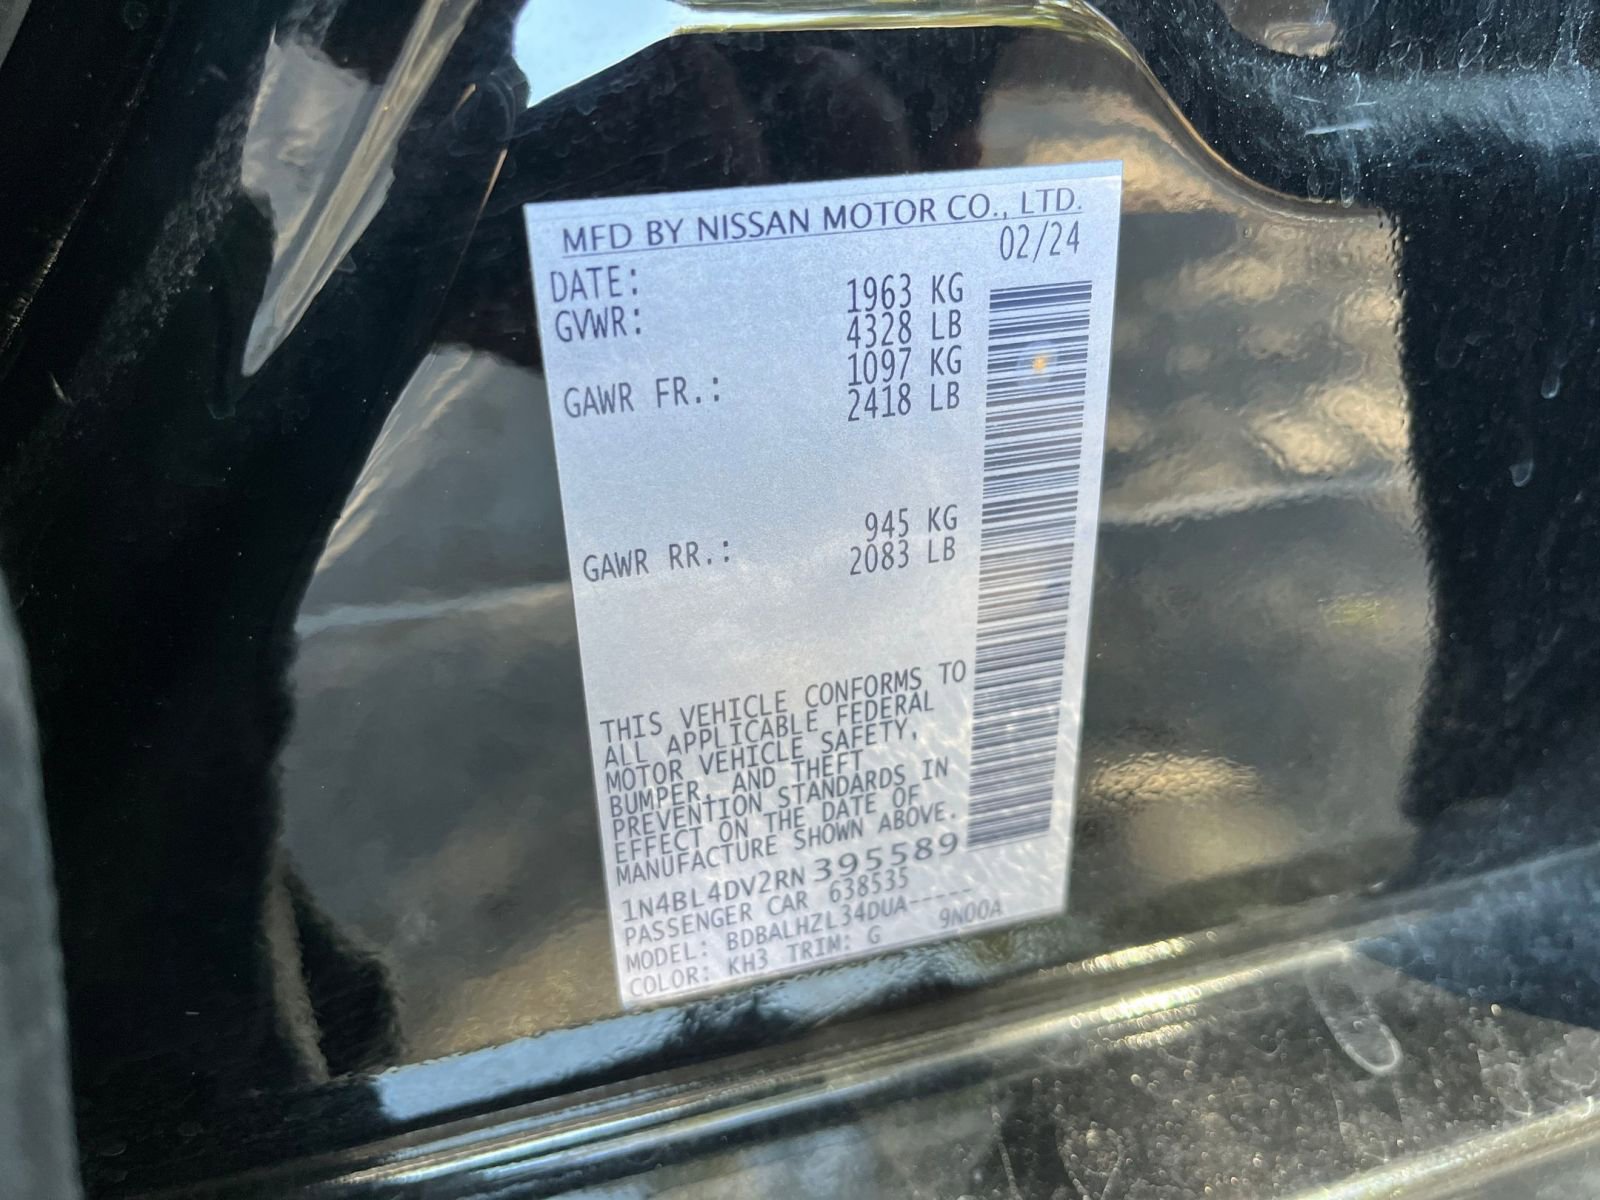 MFD BY NISSAN MOTOR CO., LTD.
DATE: 02/24
GVWR: 1963 KG
4328 LB
GAWR FR.: 1097 KG
2418 LB
GAWR RR.: 945 KG
2083 LB
THIS VEHICLE CONFORMS TO
ALL APPLICABLE FEDERAL
MOTOR VEHICLE SAFETY,
BUMPER, AND THEFT
PREVENTION STANDARDS IN
EFFECT ON THE DATE OF
MANUFACTURE SHOWN ABOVE.
1N4BL4DV2RN395589
PASSENGER CAR 638535
MODEL: BDBALHZL34DUA-----
COLOR: KH3 TRIM: G 9N00A